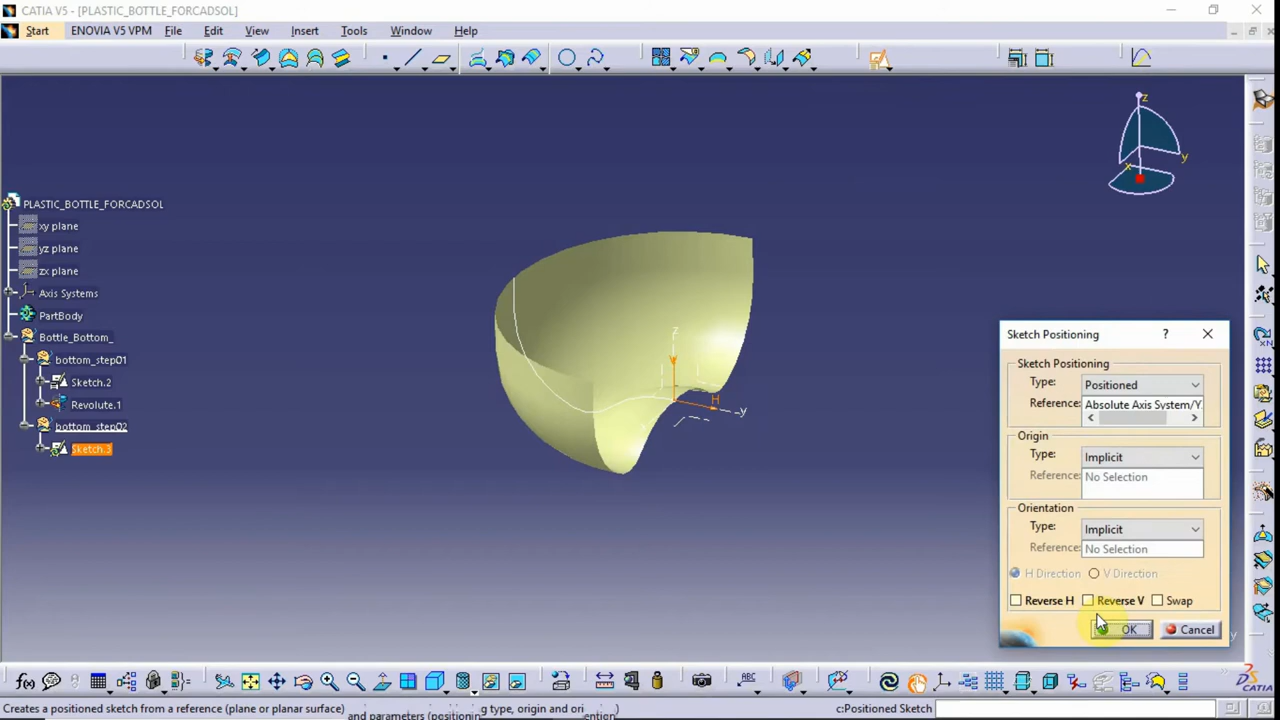 CATIA V5 - [PLASTIC_BOTTLE_FORCADSOL]
Start ENOVIA V5 VPM File Edit View Insert Tools Window Help
z
y
x
PLASTIC_BOTTLE_FORCADSOL
xy plane
yz plane
zx plane
Axis Systems
PartBody
Bottle_Bottom_
bottom_step01
Sketch.2
Revolute.1
bottom_step02
Sketch.3
z
V
H
y
Sketch Positioning ?
Sketch Positioning
Type: Positioned
Reference: Absolute Axis System/Y
Origin
Type: Implicit
Reference: No Selection
Orientation
Type: Implicit
Reference: No Selection
H Direction V Direction
Reverse H Reverse V Swap
OK Cancel
y
f(x)
ABC
CATIA
Creates a positioned sketch from a reference (plane or planar surface)
c:Positioned Sketch